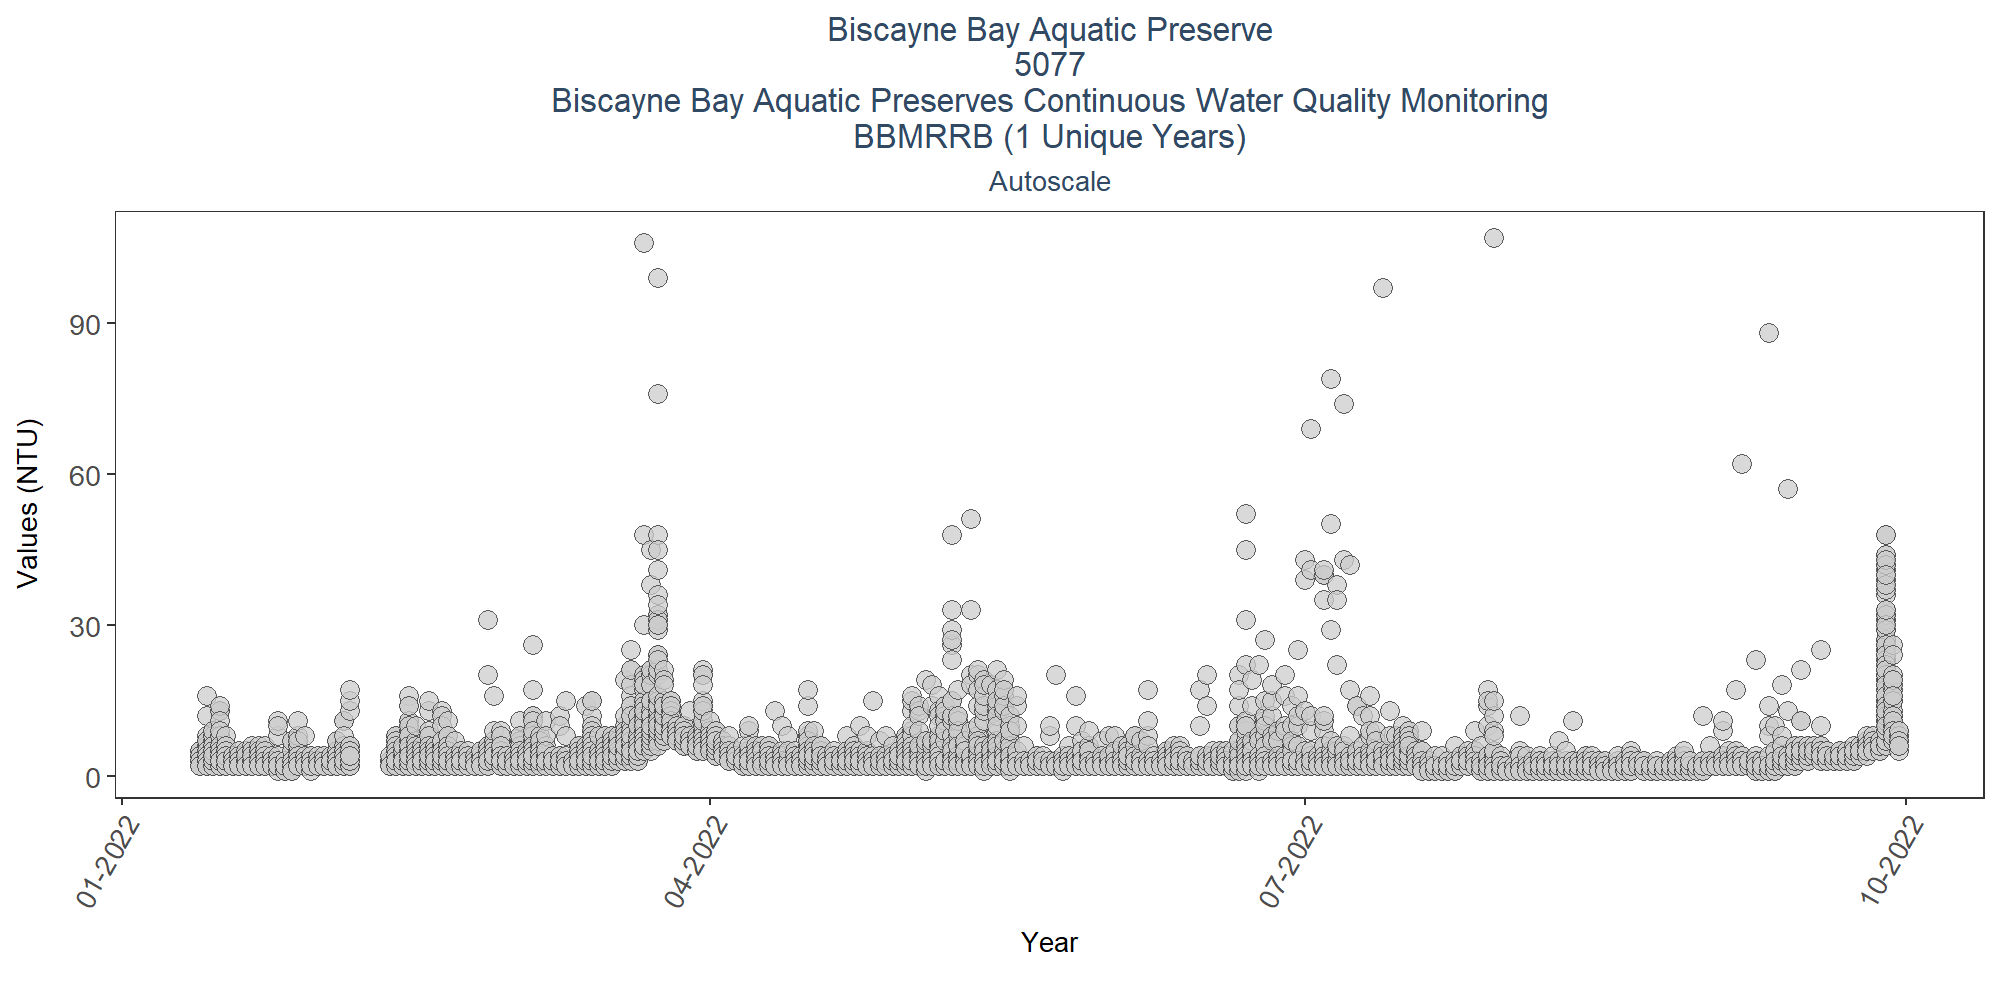 Biscayne Bay Aquatic Preserve
5077
Biscayne Bay Aquatic Preserves Continuous Water Quality Monitoring
BBMRRB (1 Unique Years)
Autoscale
Values (NTU)
90
60
30
0
01-2022
04-2022
07-2022
10-2022
Year